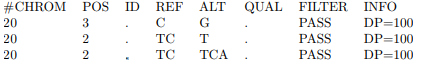 #CHROM POS ID REF ALT QUAL FILTER INFO
20 3 . C G . PASS DP=100
20 2 . TC T . PASS DP=100
20 2 . TC TCA . PASS DP=100